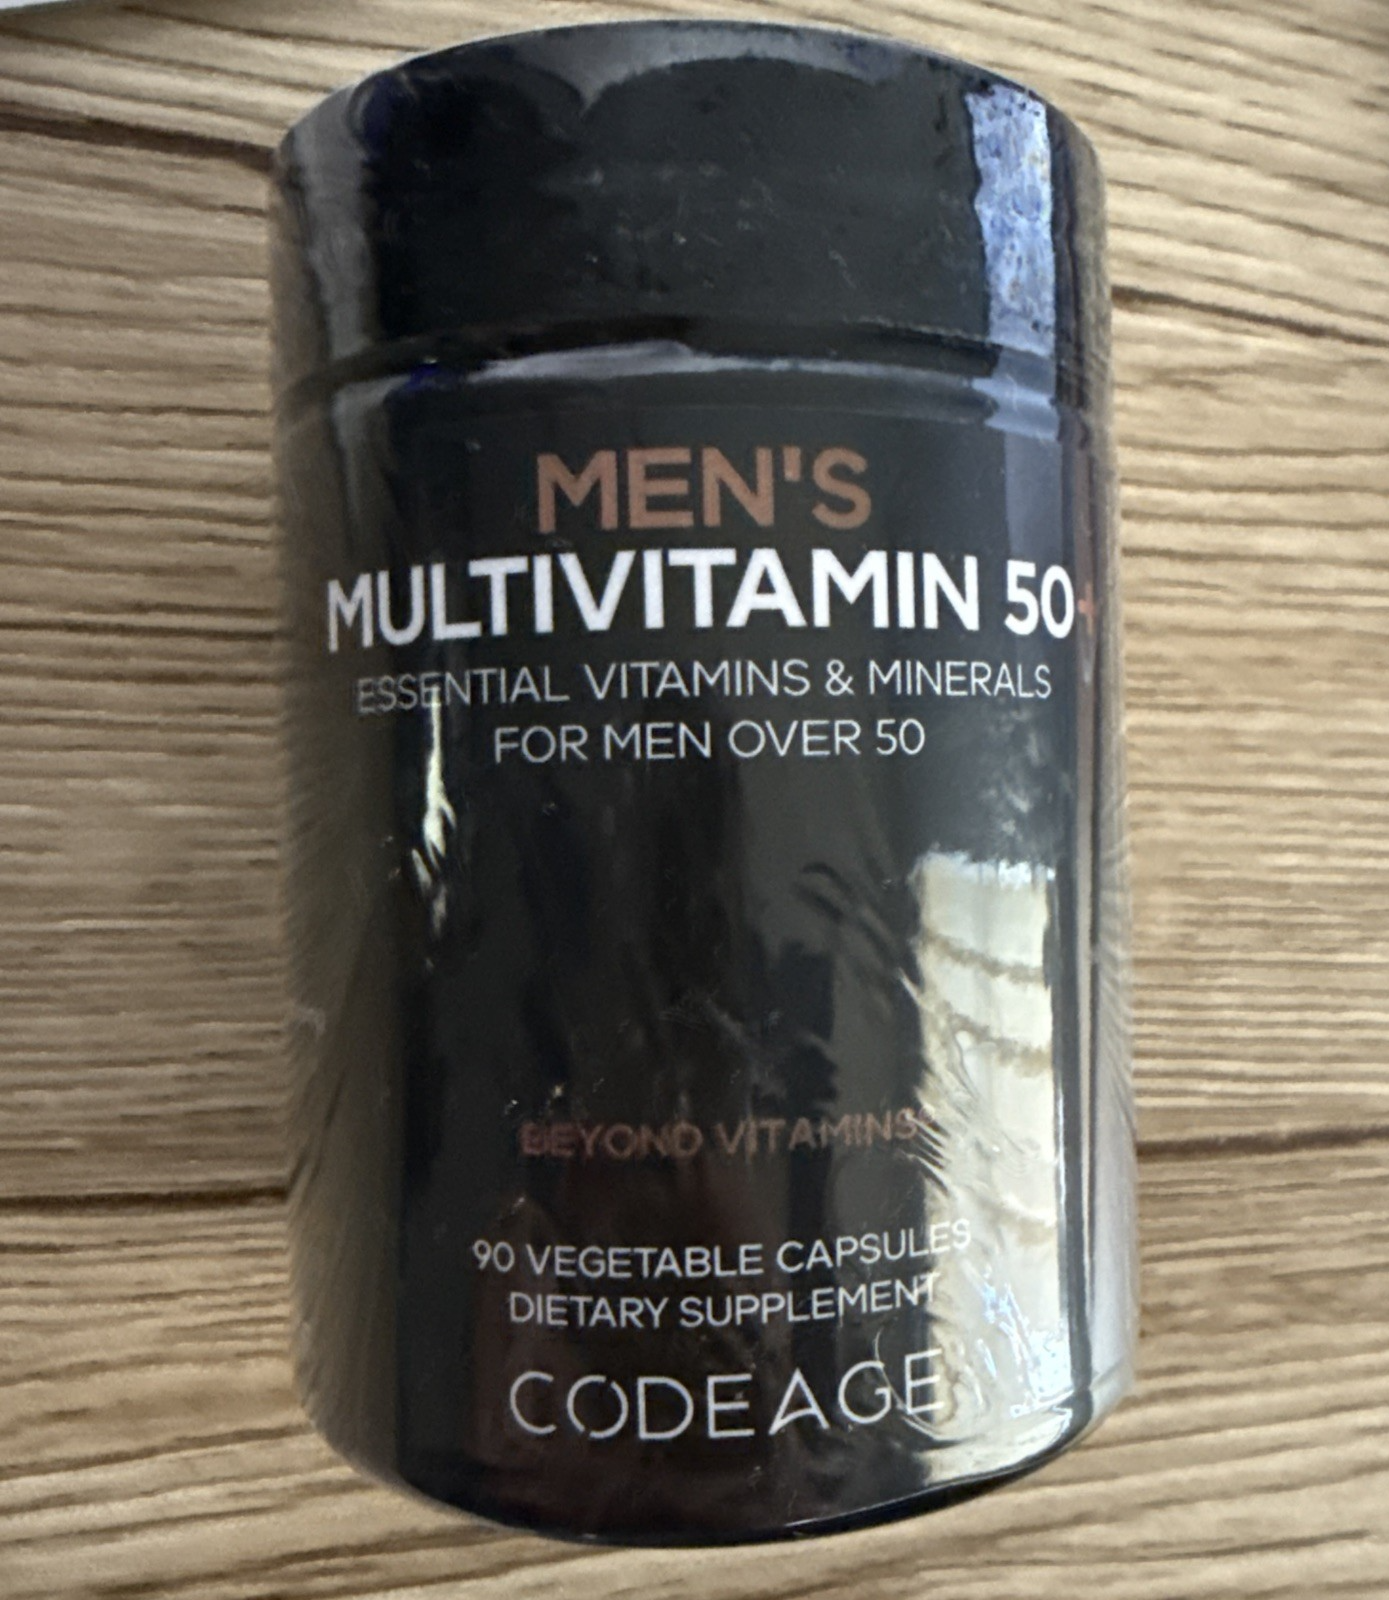 MEN'S
MULTIVITAMIN 50+
ESSENTIAL VITAMINS & MINERALS
FOR MEN OVER 50
BEYOND VITAMINS®
90 VEGETABLE CAPSULES
DIETARY SUPPLEMENT
CODEAGE